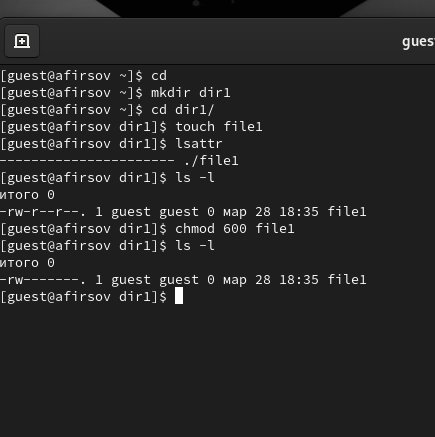 gues
[guest@afirsov ~]$ cd
[guest@afirsov ~]$ mkdir dir1
[guest@afirsov ~]$ cd dir1/
[guest@afirsov dir1]$ touch file1
[guest@afirsov dir1]$ lsattr
---------------------- ./file1
[guest@afirsov dir1]$ ls -l
итого 0
-rw-r--r--. 1 guest guest 0 мар 28 18:35 file1
[guest@afirsov dir1]$ chmod 600 file1
[guest@afirsov dir1]$ ls -l
итого 0
-rw-------. 1 guest guest 0 мар 28 18:35 file1
[guest@afirsov dir1]$